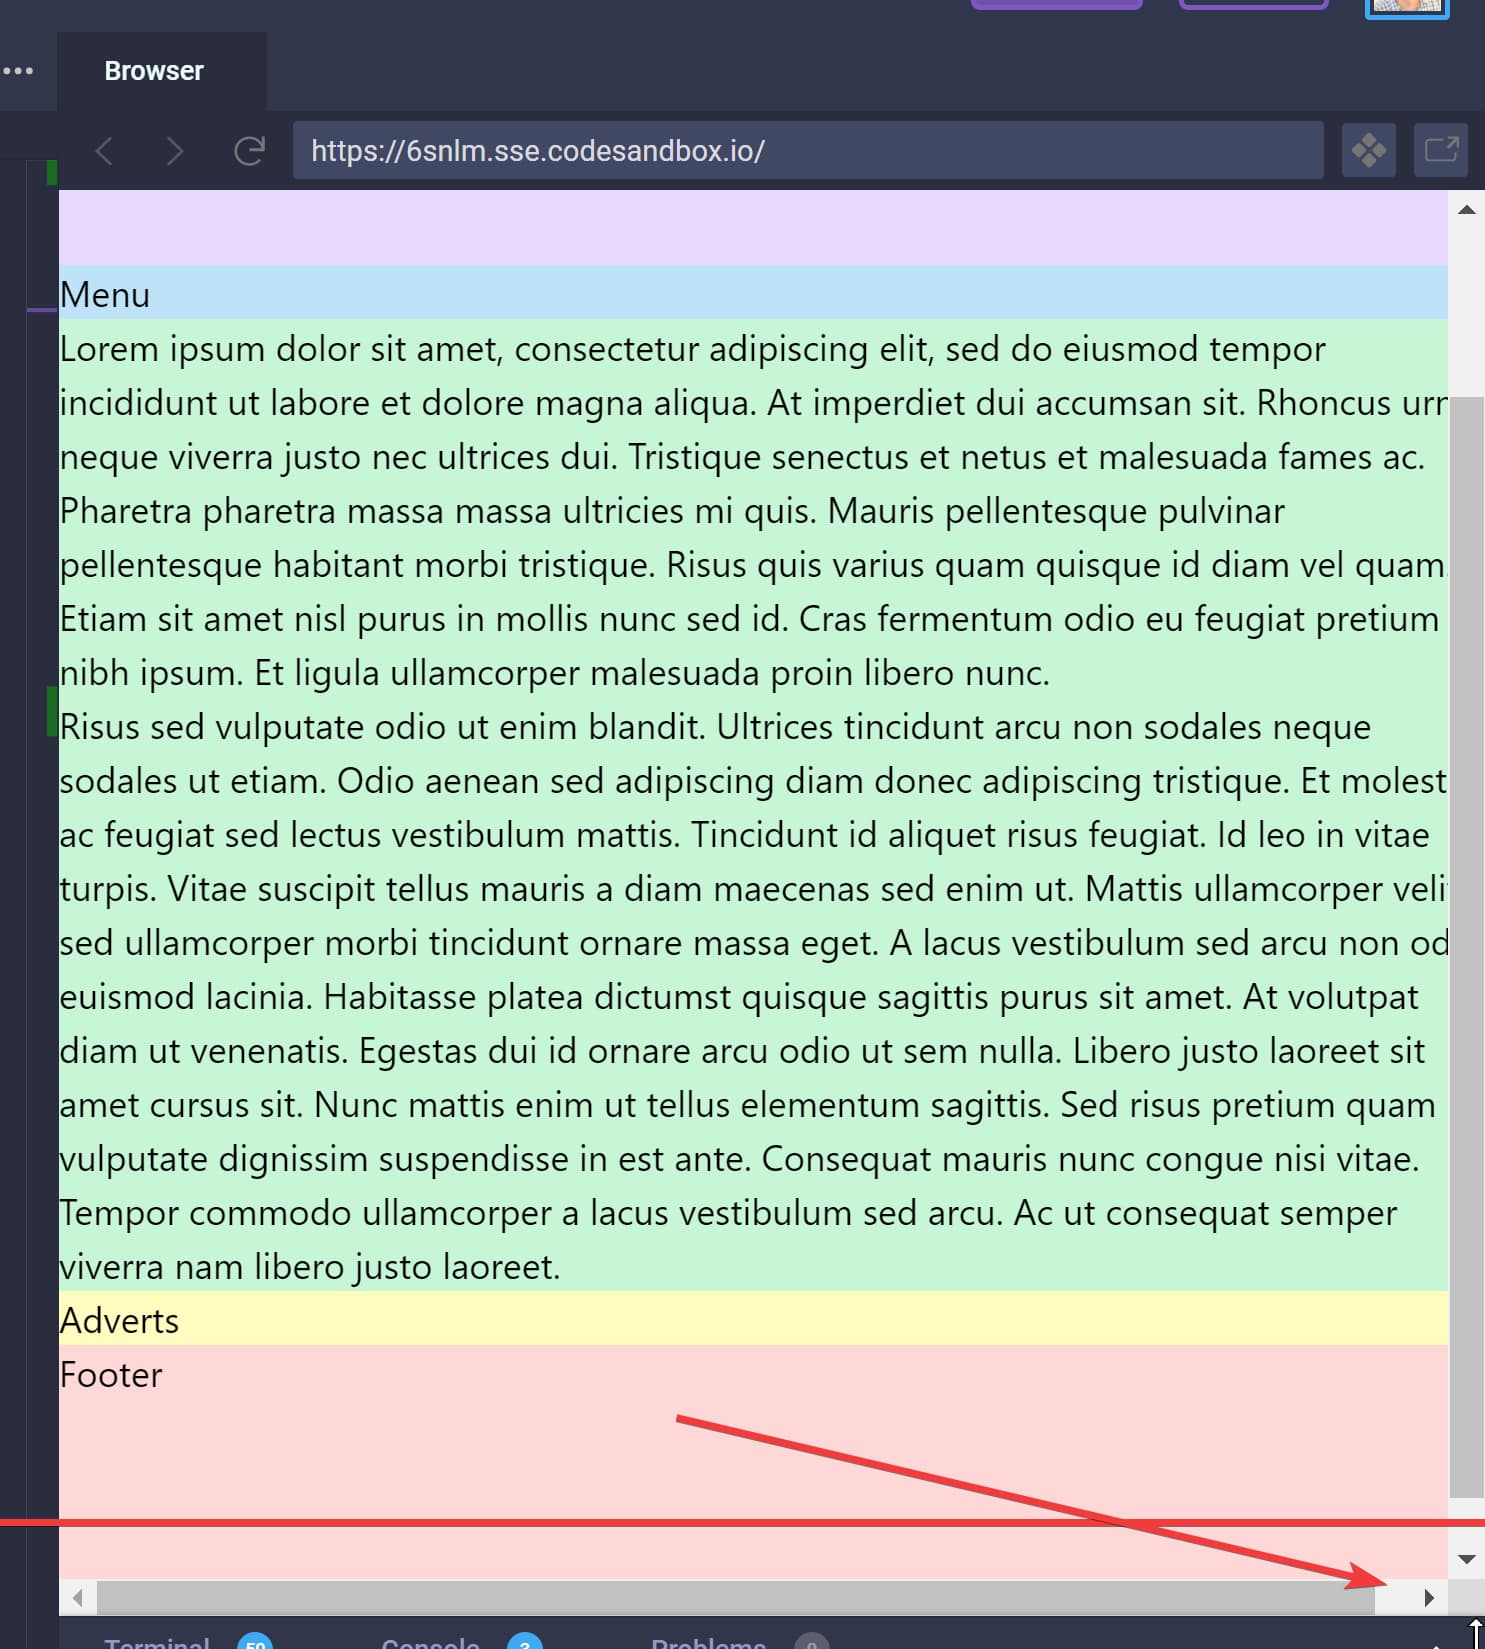 Browser
https://6snlm.sse.codesandbox.io/
Menu
Lorem ipsum dolor sit amet, consectetur adipiscing elit, sed do eiusmod tempor
incididunt ut labore et dolore magna aliqua. At imperdiet dui accumsan sit. Rhoncus
neque viverra justo nec ultrices dui. Tristique senectus et netus et malesuada fames ac.
Pharetra pharetra massa massa ultricies mi quis. Mauris pellentesque pulvinar
pellentesque habitant morbi tristique. Risus quis varius quam quisque id diam vel quam.
Etiam sit amet nisl purus in mollis nunc sed id. Cras fermentum odio eu feugiat pretium
nibh ipsum. Et ligula ullamcorper malesuada proin libero nunc.
Risus sed vulputate odio ut enim blandit. Ultrices tincidunt arcu non sodales neque
sodales ut etiam. Odio aenean sed adipiscing diam donec adipiscing tristique. Et molest
ac feugiat sed lectus vestibulum mattis. Tincidunt id aliquet risus feugiat. Id leo in vitae
turpis. Vitae suscipit tellus mauris a diam maecenas sed enim ut. Mattis ullamcorper veli
sed ullamcorper morbi tincidunt ornare massa eget. A lacus vestibulum sed arcu non od
euismod lacinia. Habitasse platea dictumst quisque sagittis purus sit amet. At volutpat
diam ut venenatis. Egestas dui id ornare arcu odio ut sem nulla. Libero justo laoreet sit
amet cursus sit. Nunc mattis enim ut tellus elementum sagittis. Sed risus pretium quam
vulputate dignissim suspendisse in est ante. Consequat mauris nunc congue nisi vitae.
Tempor commodo ullamcorper a lacus vestibulum sed arcu. Ac ut consequat semper
viverra nam libero justo laoreet.
Adverts
Footer
Terminal 50 Console 3 Problems 0